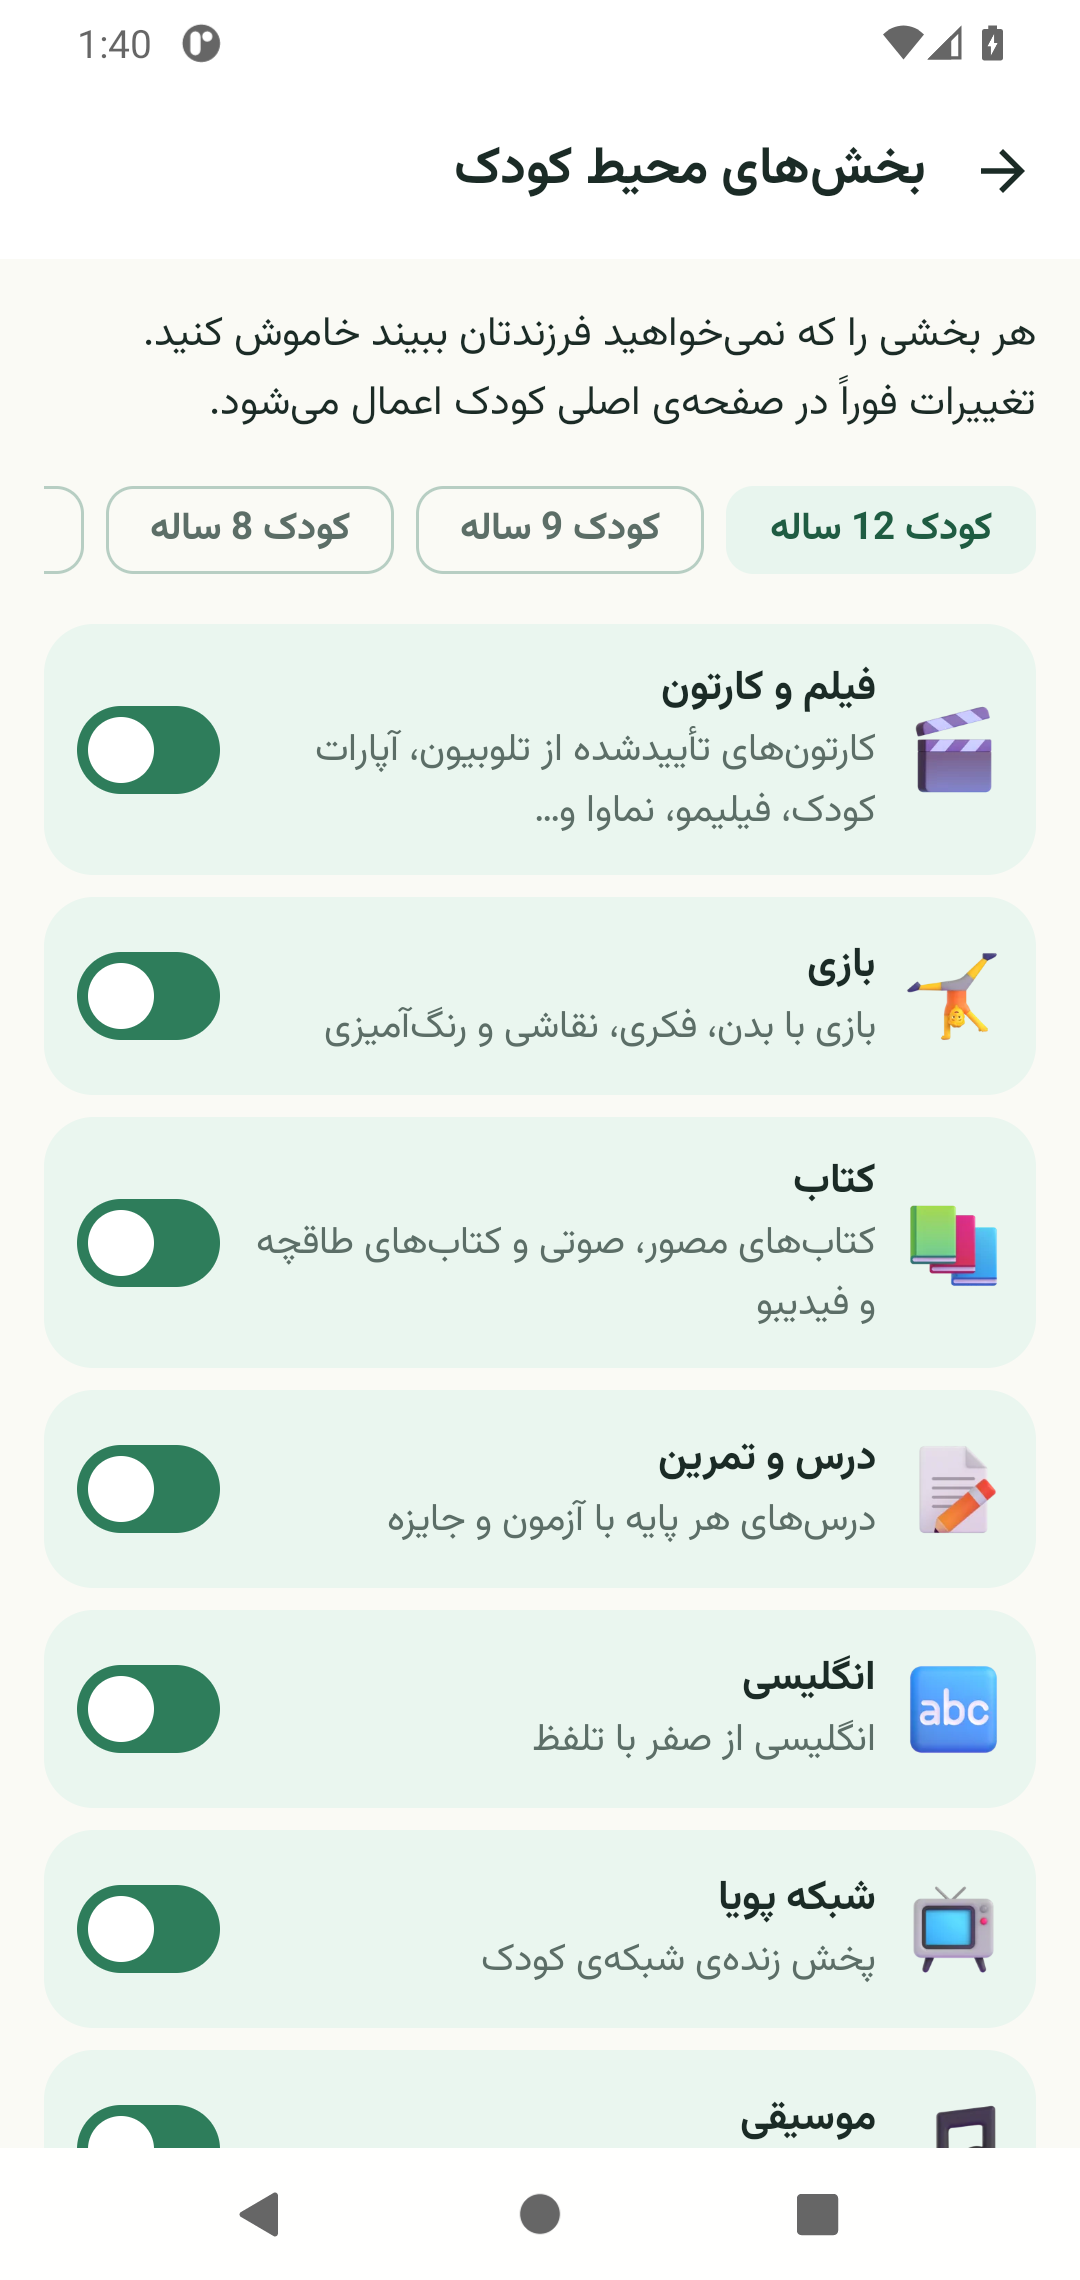 1:40
بخش‌های محیط کودک
هر بخشی را که نمی‌خواهید فرزندتان ببیند خاموش کنید.
تغییرات فوراً در صفحه‌ی اصلی کودک اعمال می‌شود.
کودک 12 ساله
کودک 9 ساله
کودک 8 ساله
فیلم و کارتون
کارتون‌های تأییدشده از تلوبیون، آپارات
کودک، فیلیمو، نماوا و...
بازی
بازی با بدن، فکری، نقاشی و رنگ‌آمیزی
کتاب
کتاب‌های مصور، صوتی و کتاب‌های طاقچه
و فیدیبو
درس و تمرین
درس‌های هر پایه با آزمون و جایزه
abc
انگلیسی
انگلیسی از صفر با تلفظ
شبکه پویا
پخش زنده‌ی شبکه‌ی کودک
موسیقی